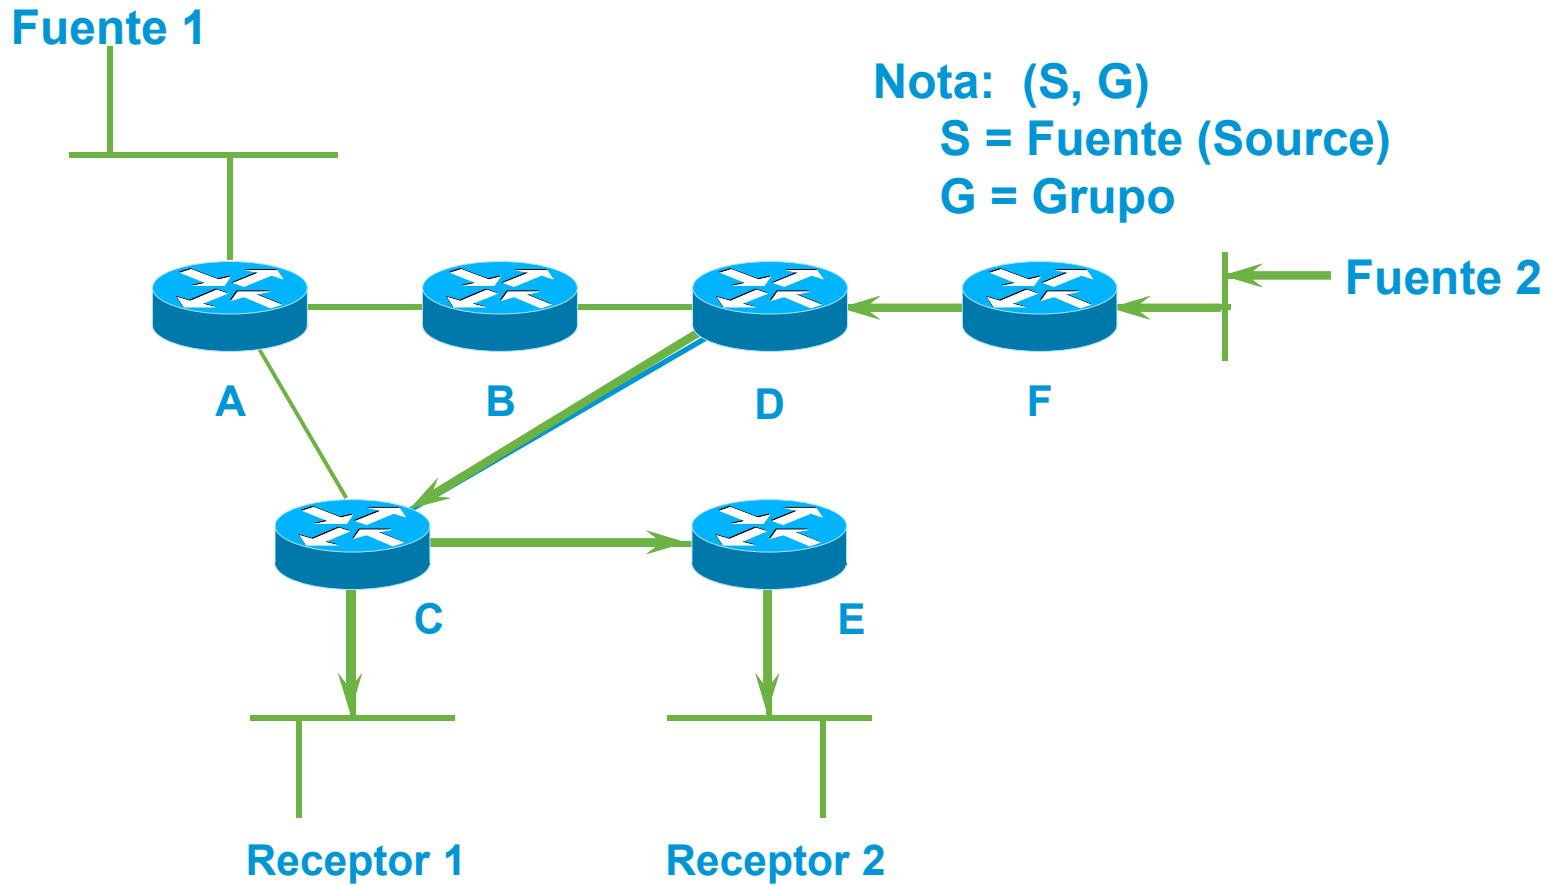 Fuente 1
Nota: (S, G)
S = Fuente (Source)
G = Grupo
Fuente 2
A
B
D
F
C
E
Receptor 1
Receptor 2